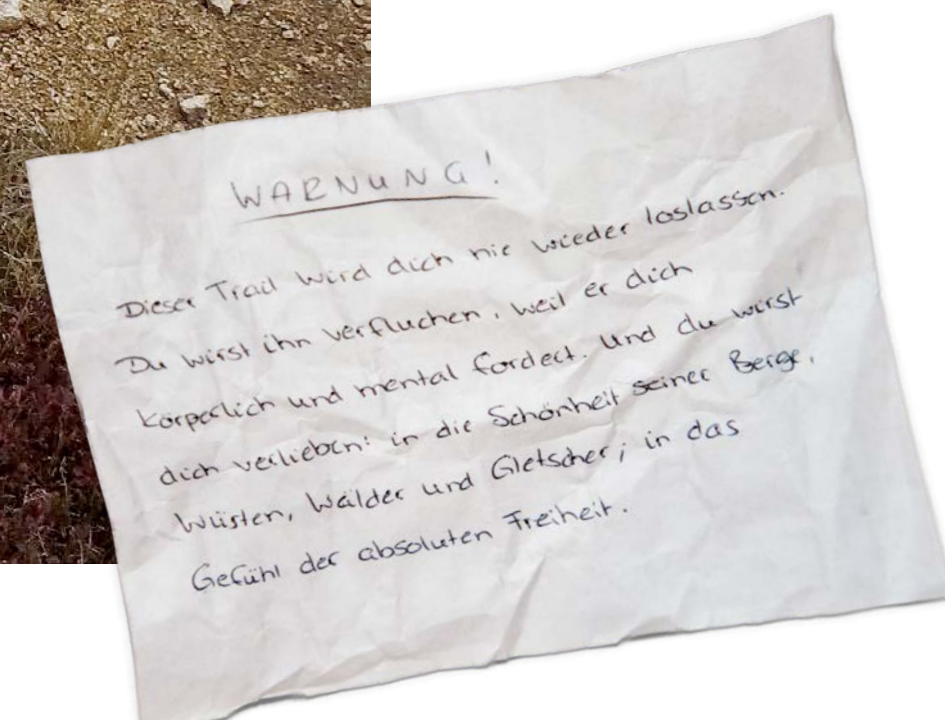 WARNUNG!
Dieser Trail wird dich nie wieder loslassen.
Du wirst ihn verfluchen, weil er dich
körperlich und mental fordert. Und du wirst
dich verlieben: in die Schönheit seiner Berge,
Wüsten, Wälder und Gletscher; in das
Gefühl der absoluten Freiheit.